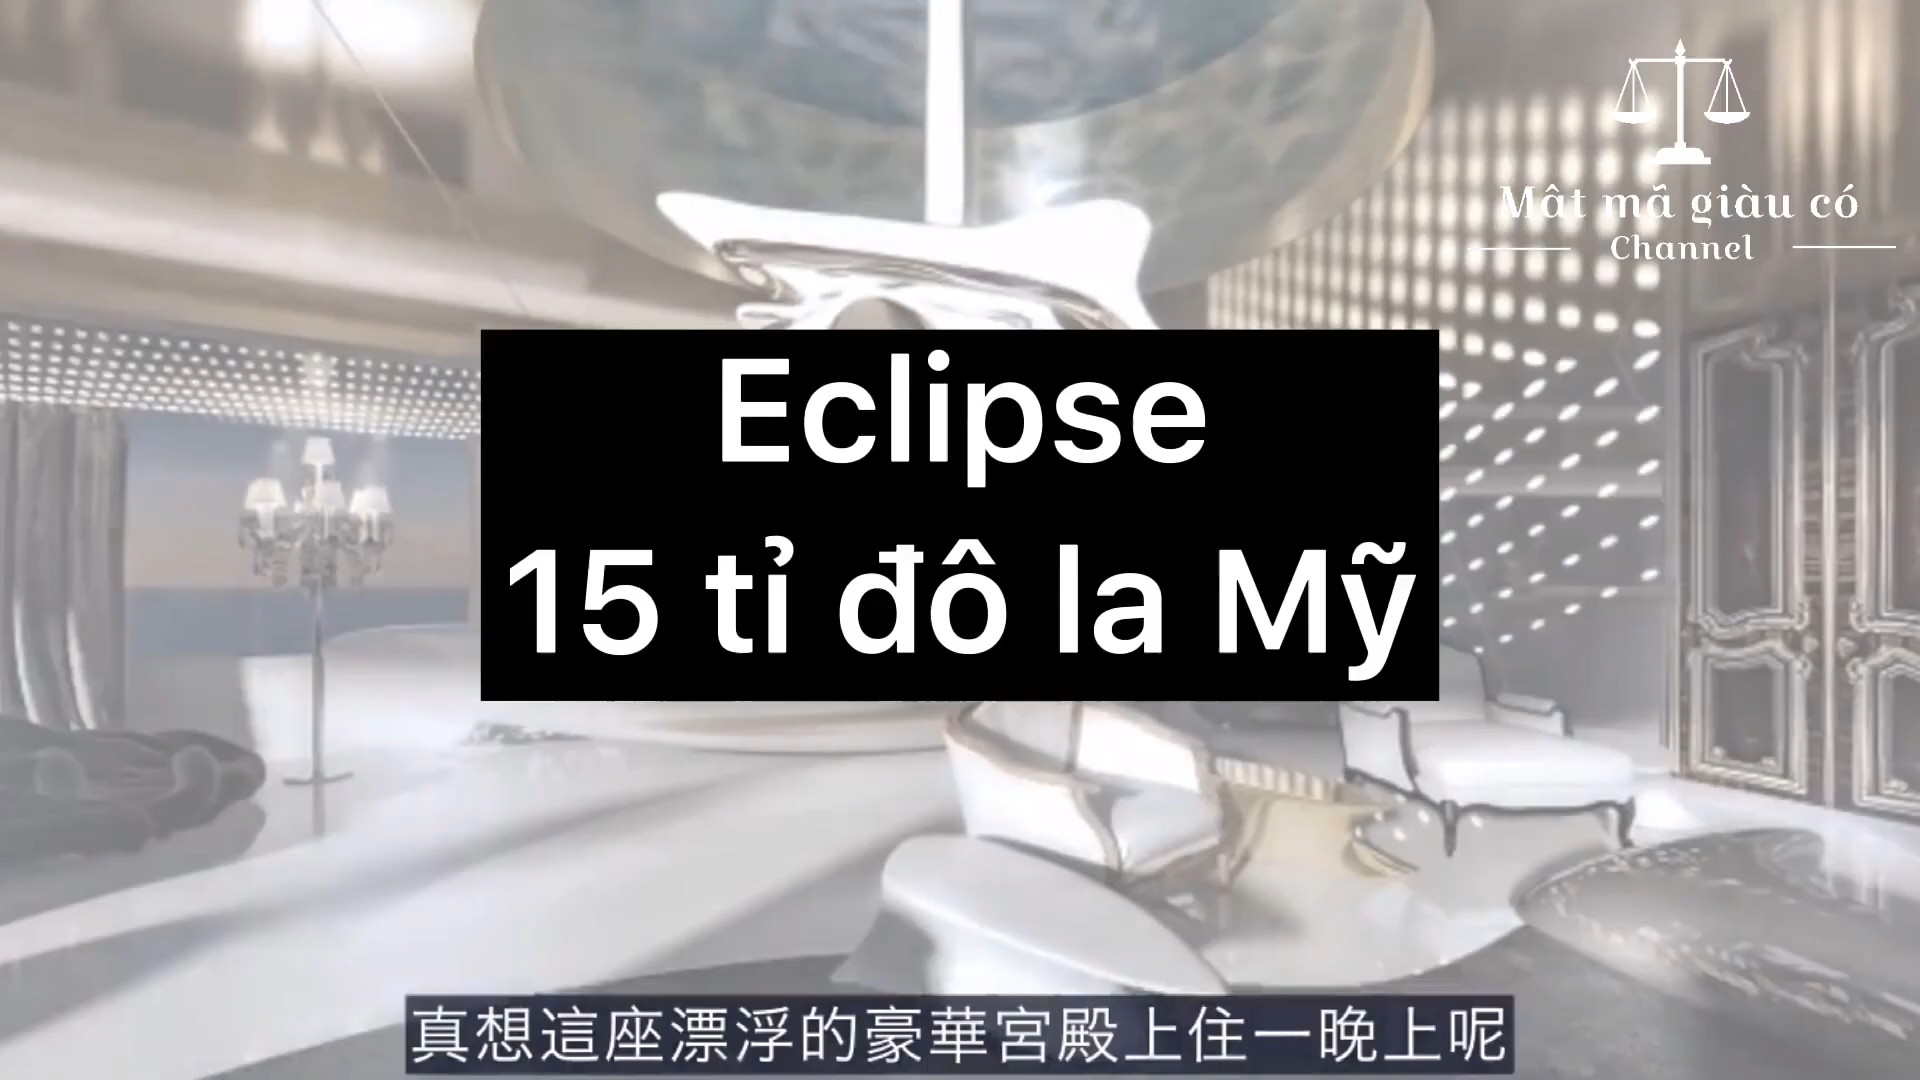 Mật mã giàu có
Channel
Eclipse
15 tỉ đô la Mỹ
真想這座漂浮的豪華宮殿上住一晚上呢